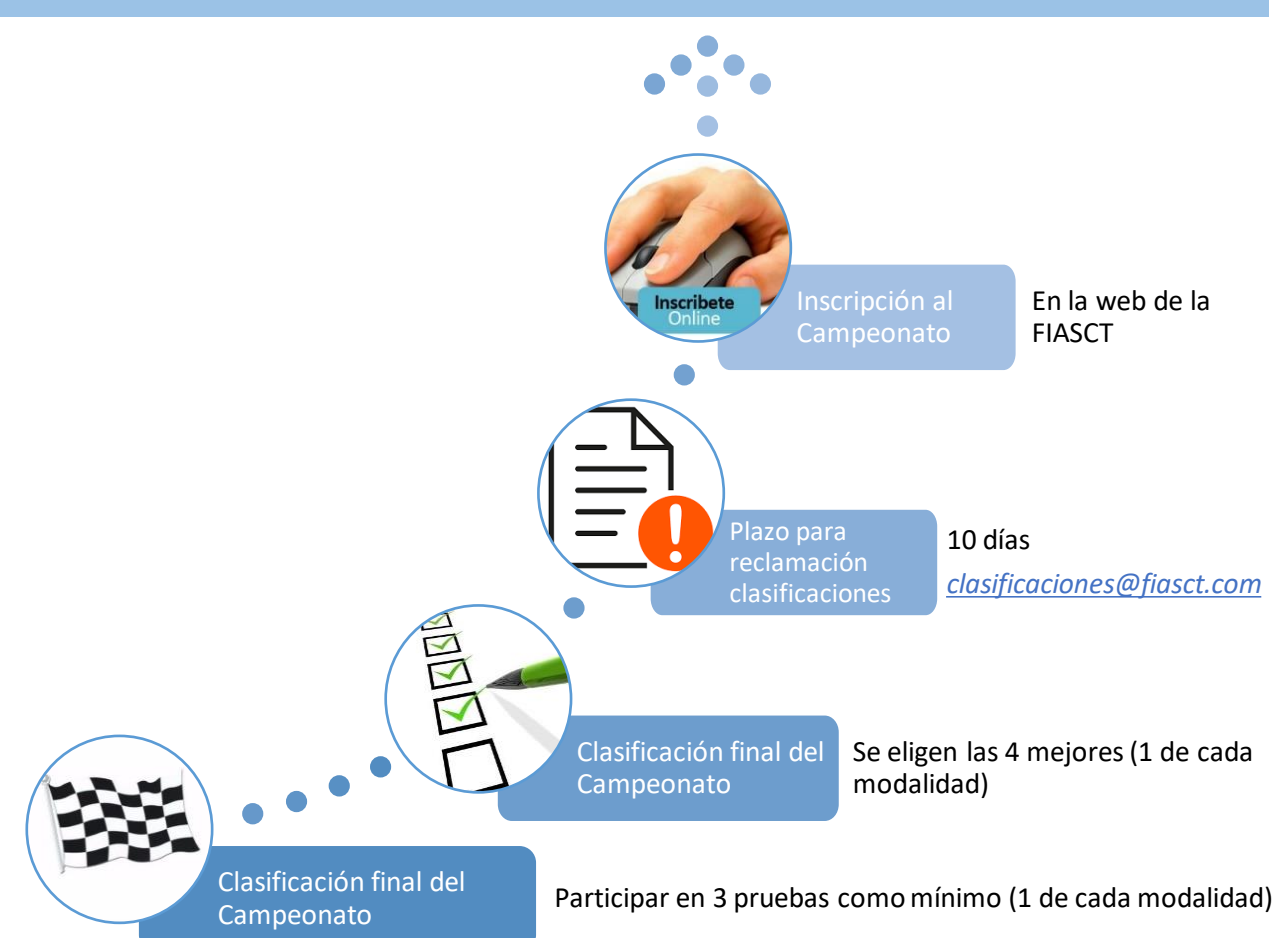 Inscribete
Online
Inscripción al
Campeonato
En la web de la
FIASCT
Plazo para
reclamación
clasificaciones
10 días
clasificaciones@fiasct.com
Clasificación final del
Campeonato
Se eligen las 4 mejores (1 de cada
modalidad)
Clasificación final del
Campeonato
Participar en 3 pruebas como mínimo (1 de cada modalidad)